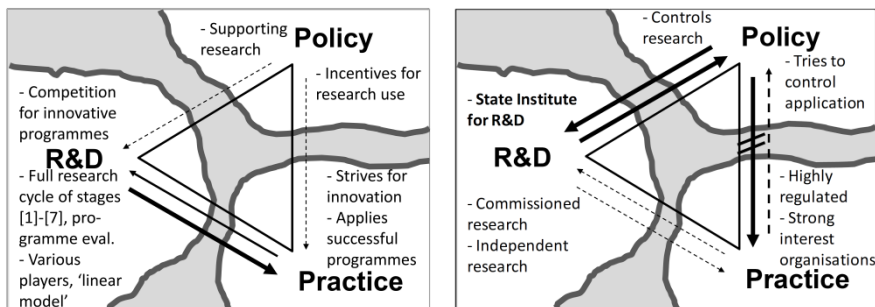 - Supporting
research
Policy
- Incentives for
research use
- Competition
for innovative
programmes
R&D
- Full research
cycle of stages
[1]-[7], pro-
gramme eval.
- Various
players, ‘linear
model’
- Strives for
innovation
- Applies
successful
programmes
Practice
- Controls
research
Policy
- Tries to
control
application
- State Institute
for R&D
R&D
- Commissioned
research
- Independent
research
- Highly
regulated
- Strong
interest
organisations
Practice